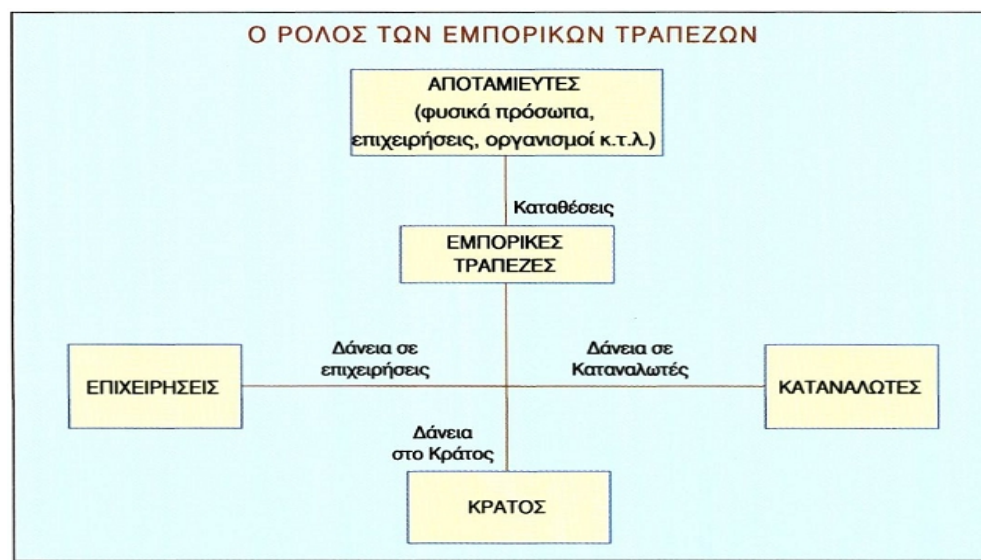 Ο ΡΟΛΟΣ ΤΩΝ ΕΜΠΟΡΙΚΩΝ ΤΡΑΠΕΖΩΝ
ΑΠΟΤΑΜΙΕΥΤΕΣ
(φυσικά πρόσωπα,
επιχειρήσεις, οργανισμοί κ.τ.λ.)
Καταθέσεις
ΕΜΠΟΡΙΚΕΣ
ΤΡΑΠΕΖΕΣ
Δάνεια σε
επιχειρήσεις
Δάνεια σε
Καταναλωτές
ΕΠΙΧΕΙΡΗΣΕΙΣ
ΚΑΤΑΝΑΛΩΤΕΣ
Δάνεια
στο Κράτος
ΚΡΑΤΟΣ